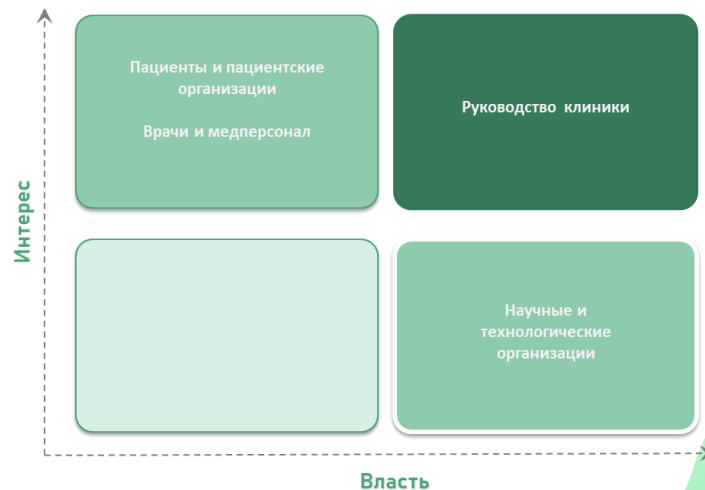 Пациенты и пациентские
организации
Врачи и медперсонал
Руководство клиники
Интерес
Научные и
технологические
организации
Власть